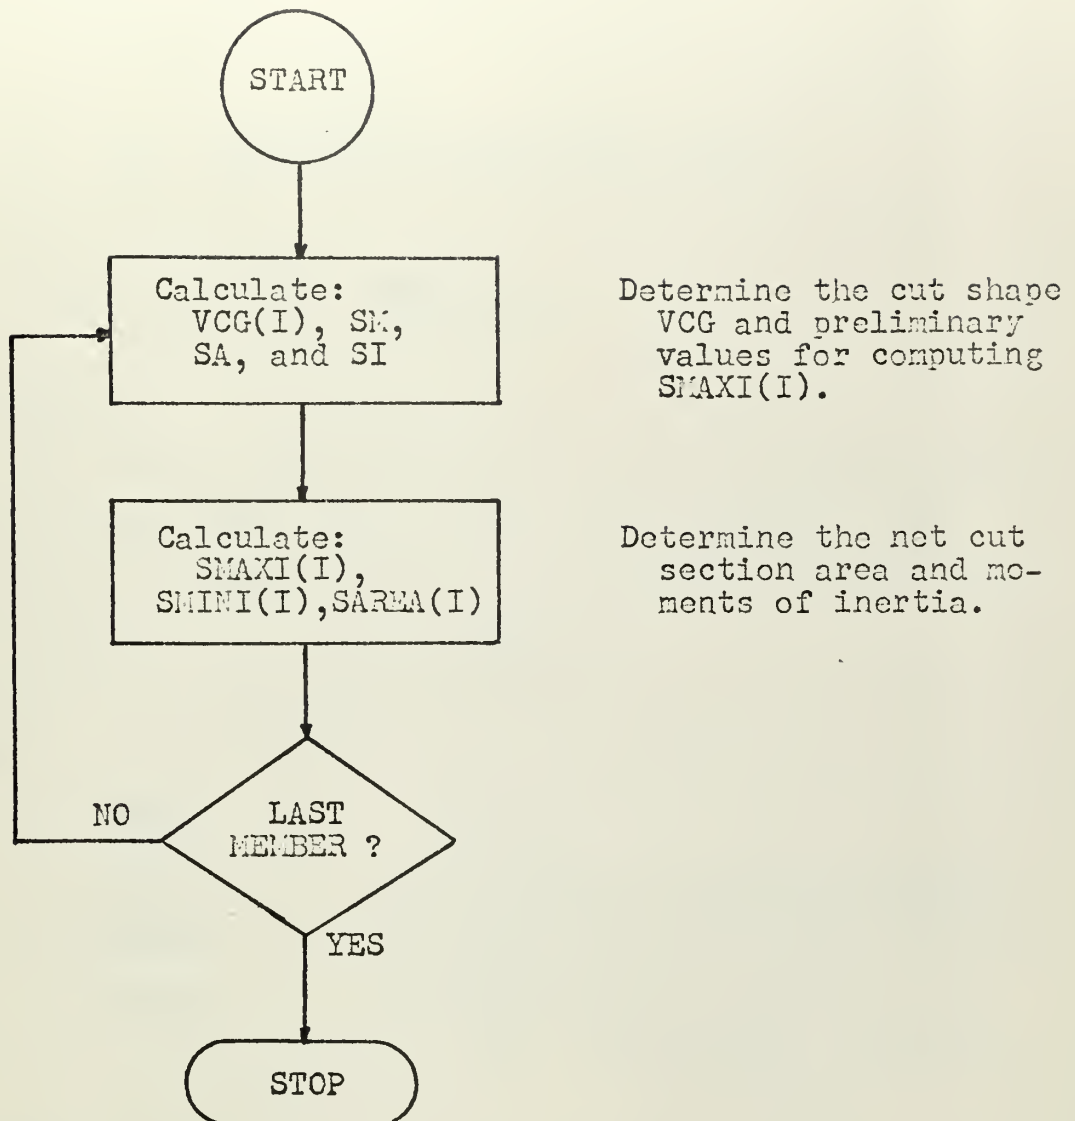 START
Calculate:
VCG(I), SM,
SA, and SI
Determine the cut shape
VCG and preliminary
values for computing
SMAXI(I).
Calculate:
SMAXI(I),
SMINI(I),SAREA(I)
Determine the net cut
section area and mo-
ments of inertia.
LAST
MEMBER ?
NO
YES
STOP